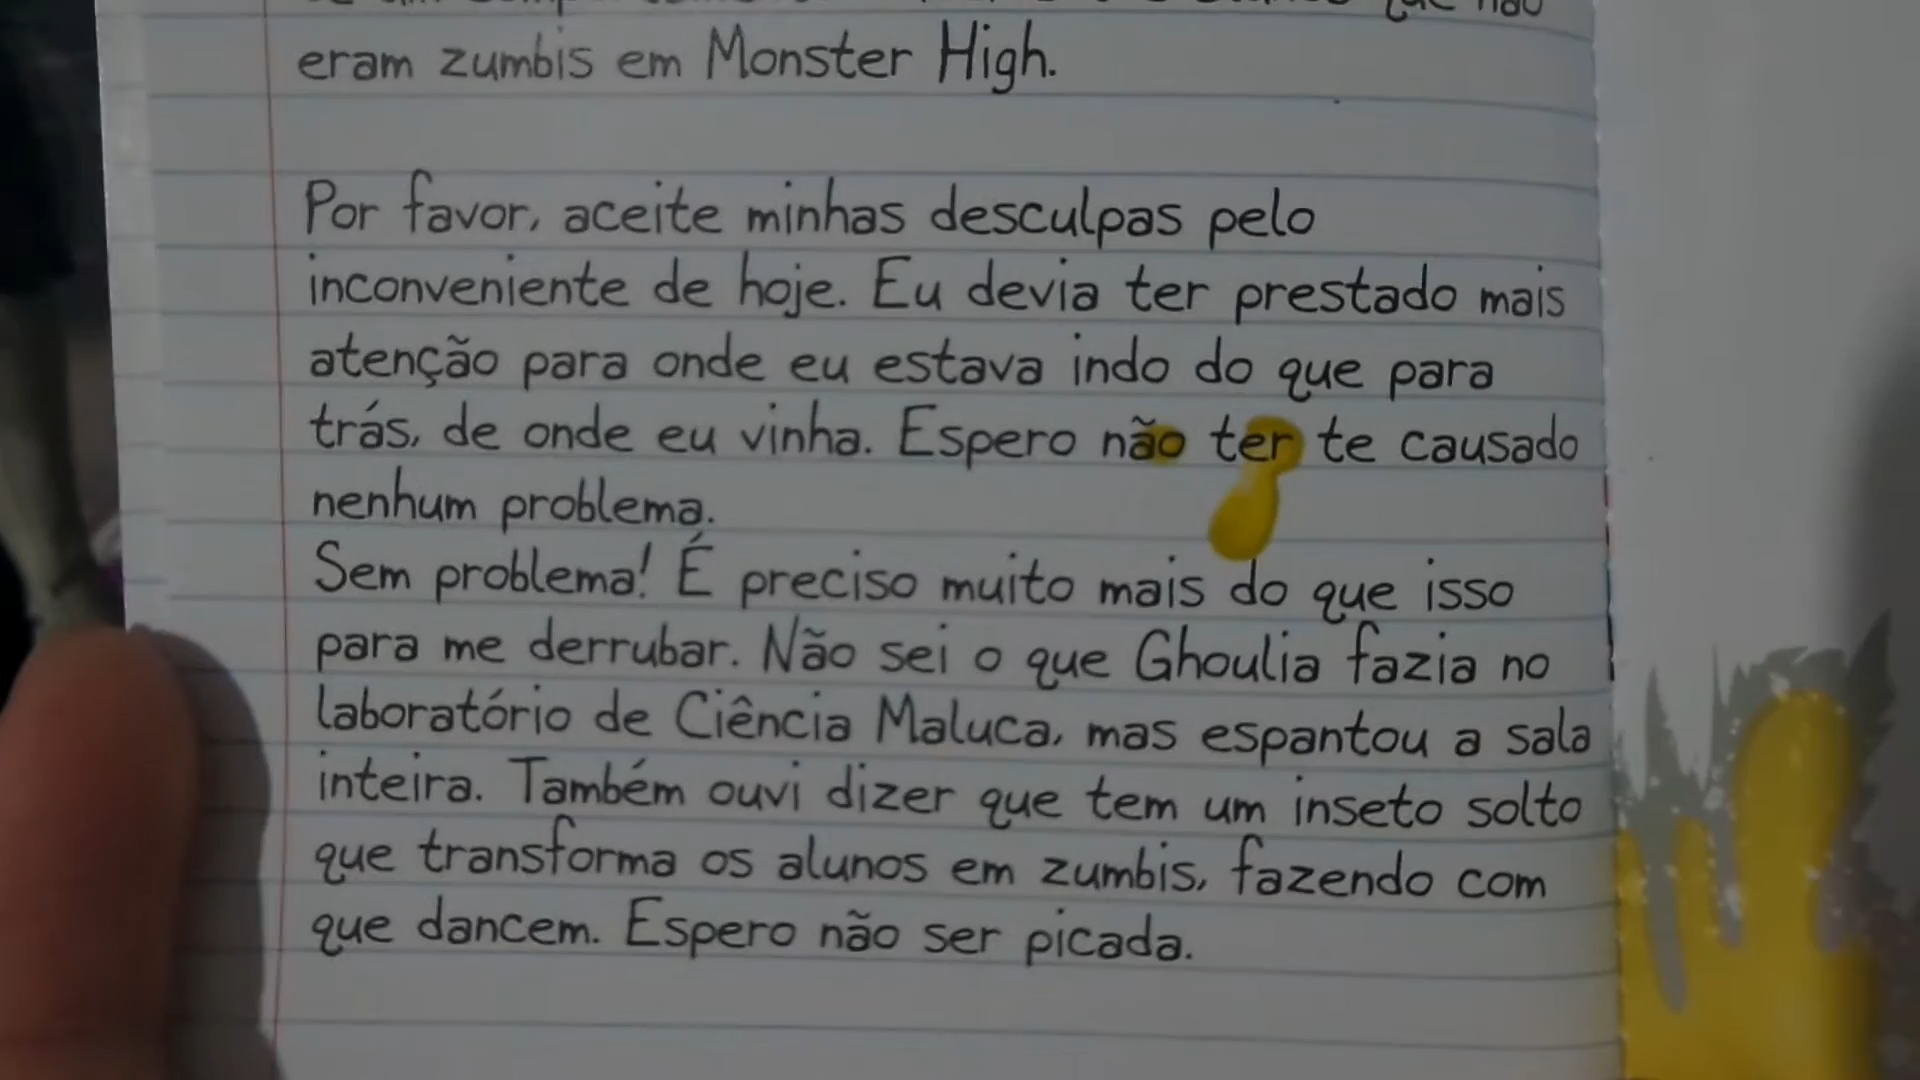 que não
eram zumbis em Monster High.
Por favor, aceite minhas desculpas pelo
inconveniente de hoje. Eu devia ter prestado mais
atenção para onde eu estava indo do que para
trás, de onde eu vinha. Espero não ter te causado
nenhum problema.
Sem problema! É preciso muito mais do que isso
para me derrubar. Não sei o que Ghoulia fazia no
laboratório de Ciência Maluca, mas espantou a sala
inteira. Também ouvi dizer que tem um inseto solto
que transforma os alunos em zumbis, fazendo com
que dancem. Espero não ser picada.